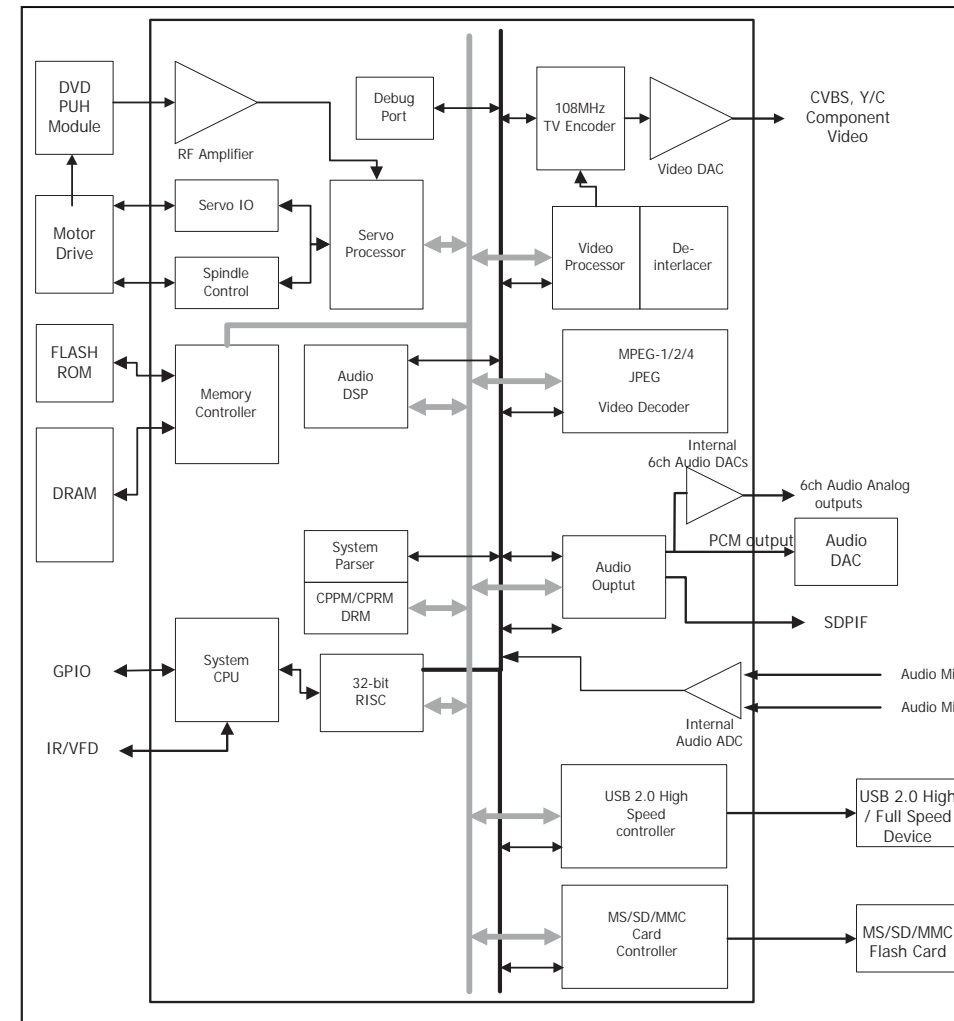 DVD
PUH
Module
RF Amplifier
Debug
Port
108MHz
TV Encoder
Video DAC
CVBS, Y/C
Component
Video
Motor
Drive
Servo IO
Spindle
Control
Servo
Processor
Video
Processor
De-
interlacer
FLASH
ROM
Memory
Controller
Audio
DSP
MPEG-1/2/4
JPEG
Video Decoder
DRAM
Internal
6ch Audio DACs
6ch Audio Analog
outputs
PCM output
Audio
DAC
System
Parser
CPPM/CPRM
DRM
Audio
Ouptut
SDPIF
GPIO
System
CPU
32-bit
RISC
IR/VFD
Internal
Audio ADC
Audio Mi
Audio Mi
USB 2.0 High
Speed
controller
USB 2.0 High
/ Full Speed
Device
MS/SD/MMC
Card
Controller
MS/SD/MMC
Flash Card